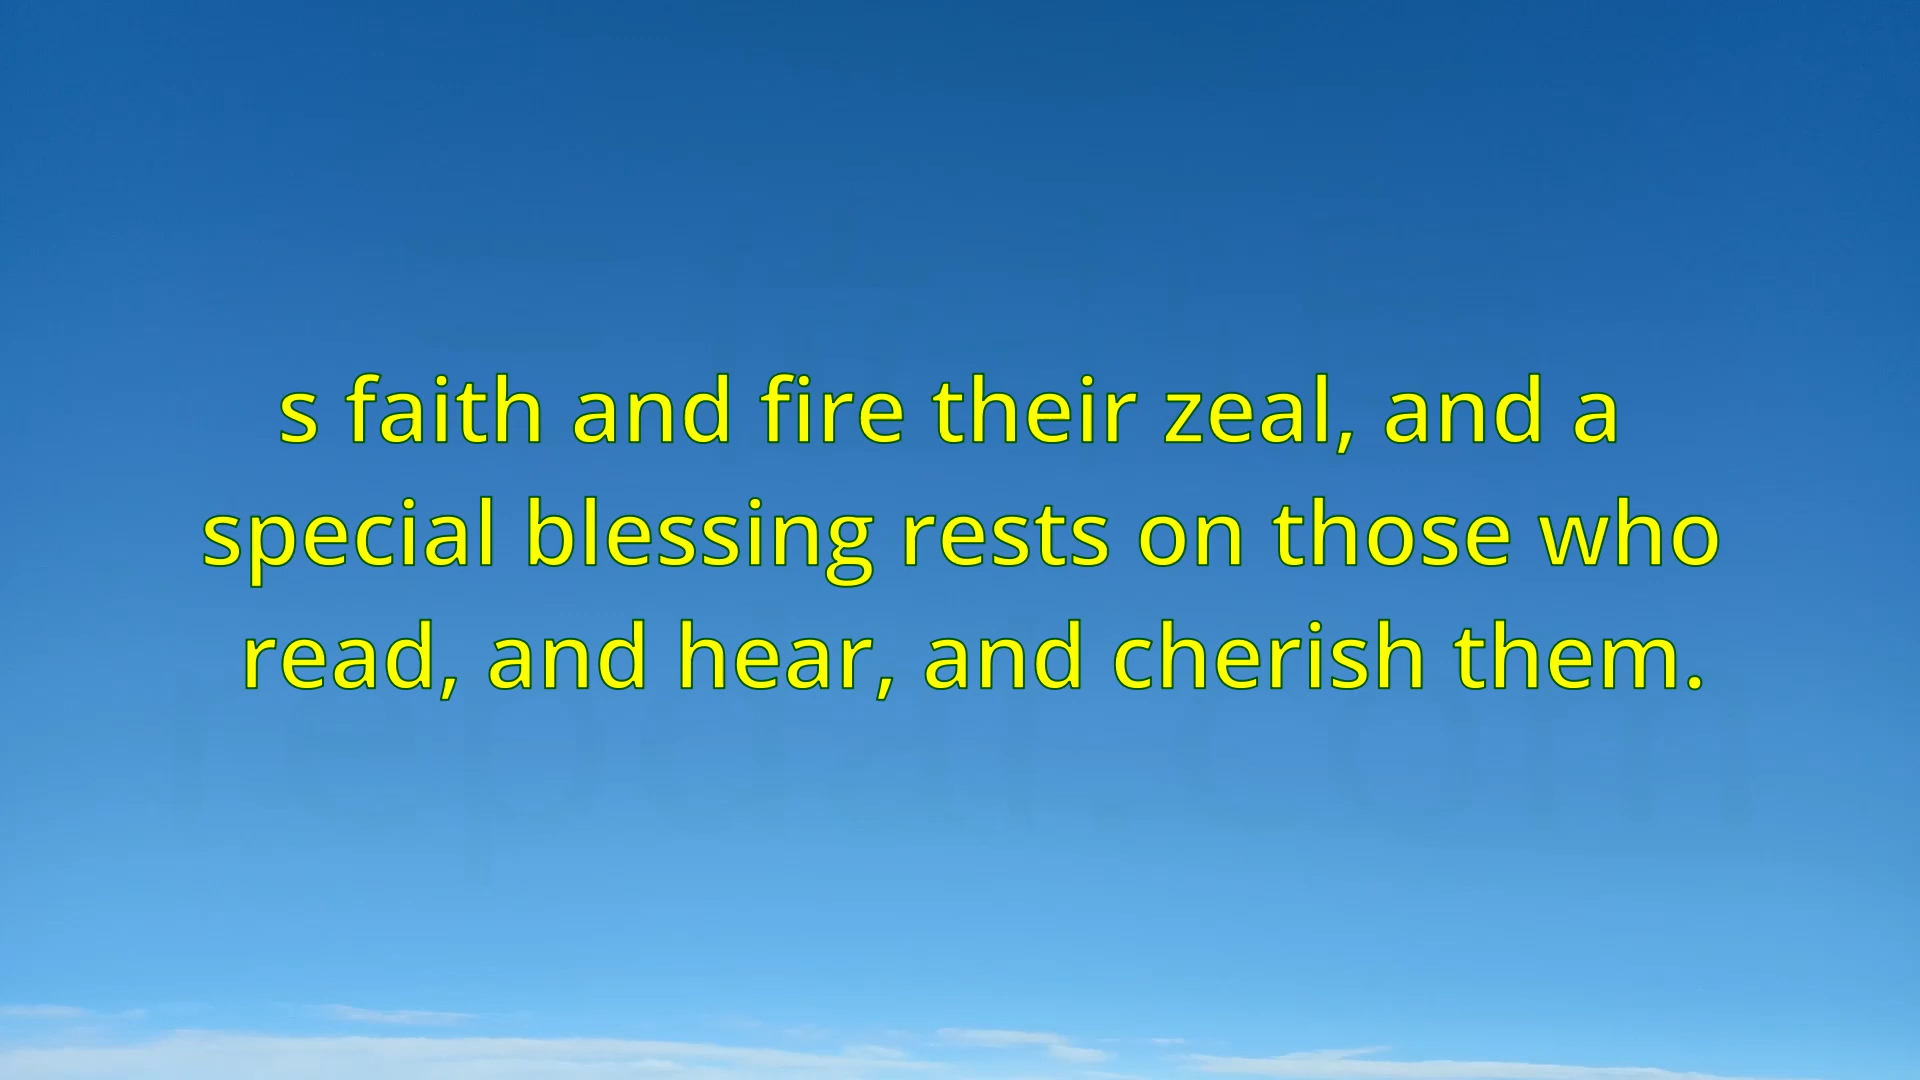 s faith and fire their zeal, and a
special blessing rests on those who
read, and hear, and cherish them.